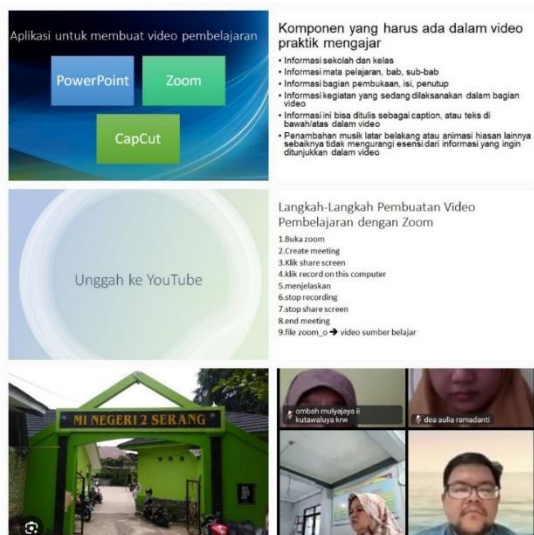 Aplikasi untuk membuat video pembelajaran
PowerPoint
Zoom
CapCut
Komponen yang harus ada dalam video
praktik mengajar
• Informasi sekolah dan kelas
• Informasi mata pelajaran, bab, sub-bab
• Informasi bagian pembukaan, isi, penutup
• Informasi kegiatan yang sedang dilaksanakan dalam bagian
video
• Informasi ini bisa ditulis sebagai caption, atau teks di
bawah/atas dalam video
• Penambahan musik latar belakang atau animasi hiasan lainnya
sebaiknya tidak mengurangi esensi dari informasi yang ingin
ditunjukkan dalam video
Unggah ke YouTube
Langkah-Langkah Pembuatan Video
Pembelajaran dengan Zoom
1.Buka zoom
2.Create meeting
3.Klik share screen
4.klik record on this computer
5.menjelaskan
6.stop recording
7.stop share screen
8.end meeting
9.file zoom_o ➔ video sumber belajar
MI NEGERI 2 SERANG
ombah mulyajaya ii
kutawaluya krw
dea aulia ramadanti